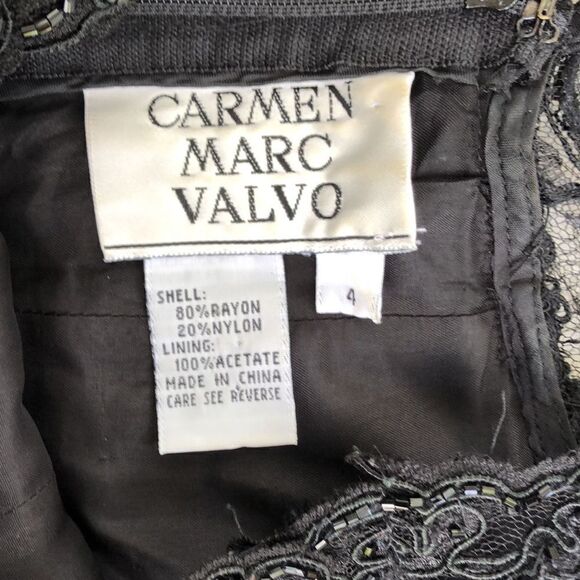 CARMEN
MARC
VALVO
SHELL:
80%RAYON
20%NYLON
LINING:
100%ACETATE
MADE IN CHINA
CARE SEE REVERSE
4